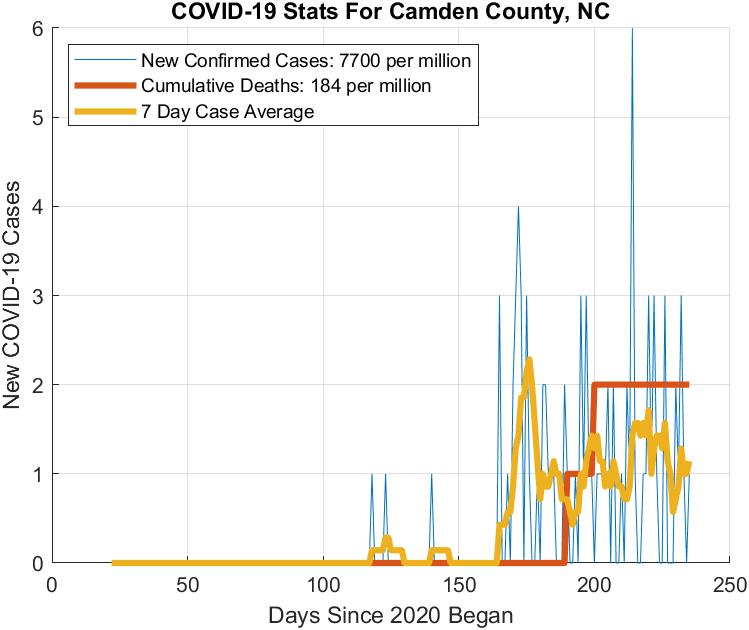 COVID-19 Stats For Camden County, NC
New Confirmed Cases: 7700 per million
Cumulative Deaths: 184 per million
7 Day Case Average
New COVID-19 Cases
6
5
4
3
2
1
0
0 50 100 150 200 250
Days Since 2020 Began